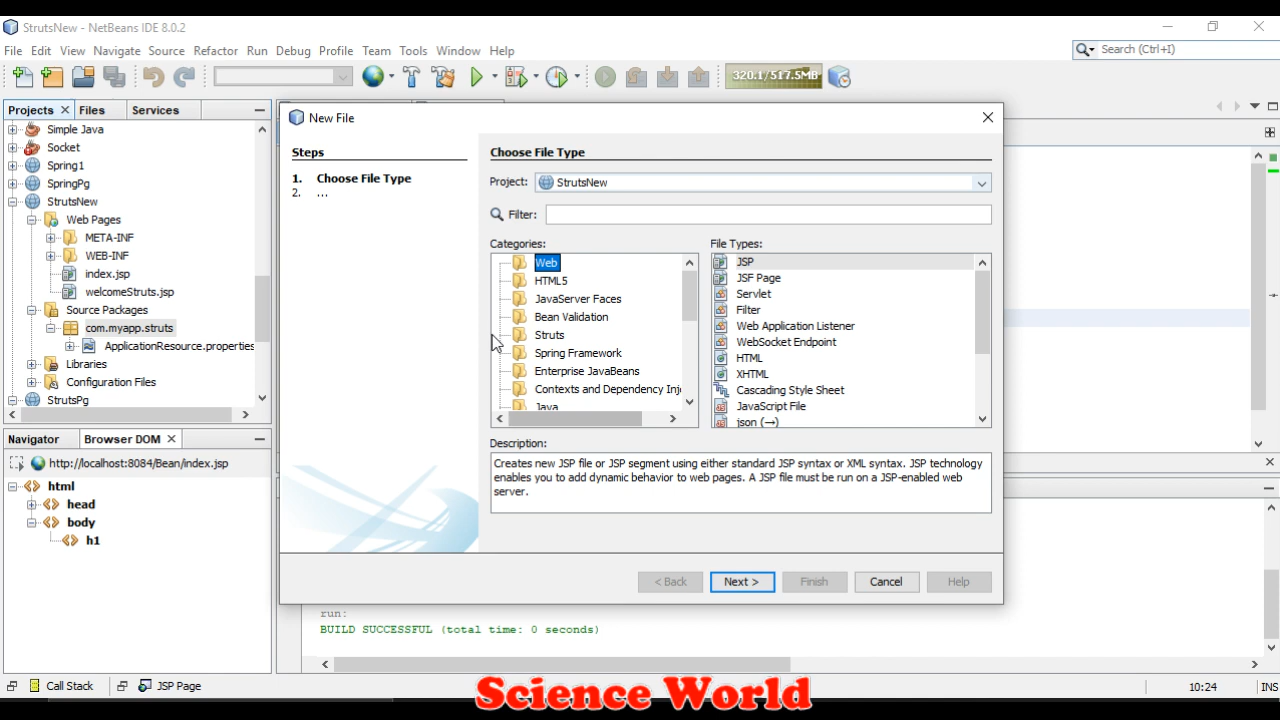 StrutsNew - NetBeans IDE 8.0.2
File Edit View Navigate Source Refactor Run Debug Profile Team Tools Window Help
Search (Ctrl+I)
320.1/517.5MB
Projects Files Services
Simple Java
Socket
Spring1
SpringPg
StrutsNew
Web Pages
META-INF
WEB-INF
index.jsp
welcomeStruts.jsp
Source Packages
com.myapp.struts
ApplicationResource.properties
Libraries
Configuration Files
StrutsPg
Navigator Browser DOM
http://localhost:8084/Bean/index.jsp
html
head
body
h1
New File
Steps
1. Choose File Type
2. ...
Choose File Type
Project: StrutsNew
Filter:
Categories:
Web
HTML5
JavaServer Faces
Bean Validation
Struts
Spring Framework
Enterprise JavaBeans
Contexts and Dependency Inj
Java
File Types:
JSP
JSF Page
Servlet
Filter
Web Application Listener
WebSocket Endpoint
HTML
XHTML
Cascading Style Sheet
JavaScript File
json (→)
Description:
Creates new JSP file or JSP segment using either standard JSP syntax or XML syntax. JSP technology
enables you to add dynamic behavior to web pages. A JSP file must be run on a JSP-enabled web
server.
< Back Next > Finish Cancel Help
run:
BUILD SUCCESSFUL (total time: 0 seconds)
Call Stack JSP Page
10:24 INS
Science World